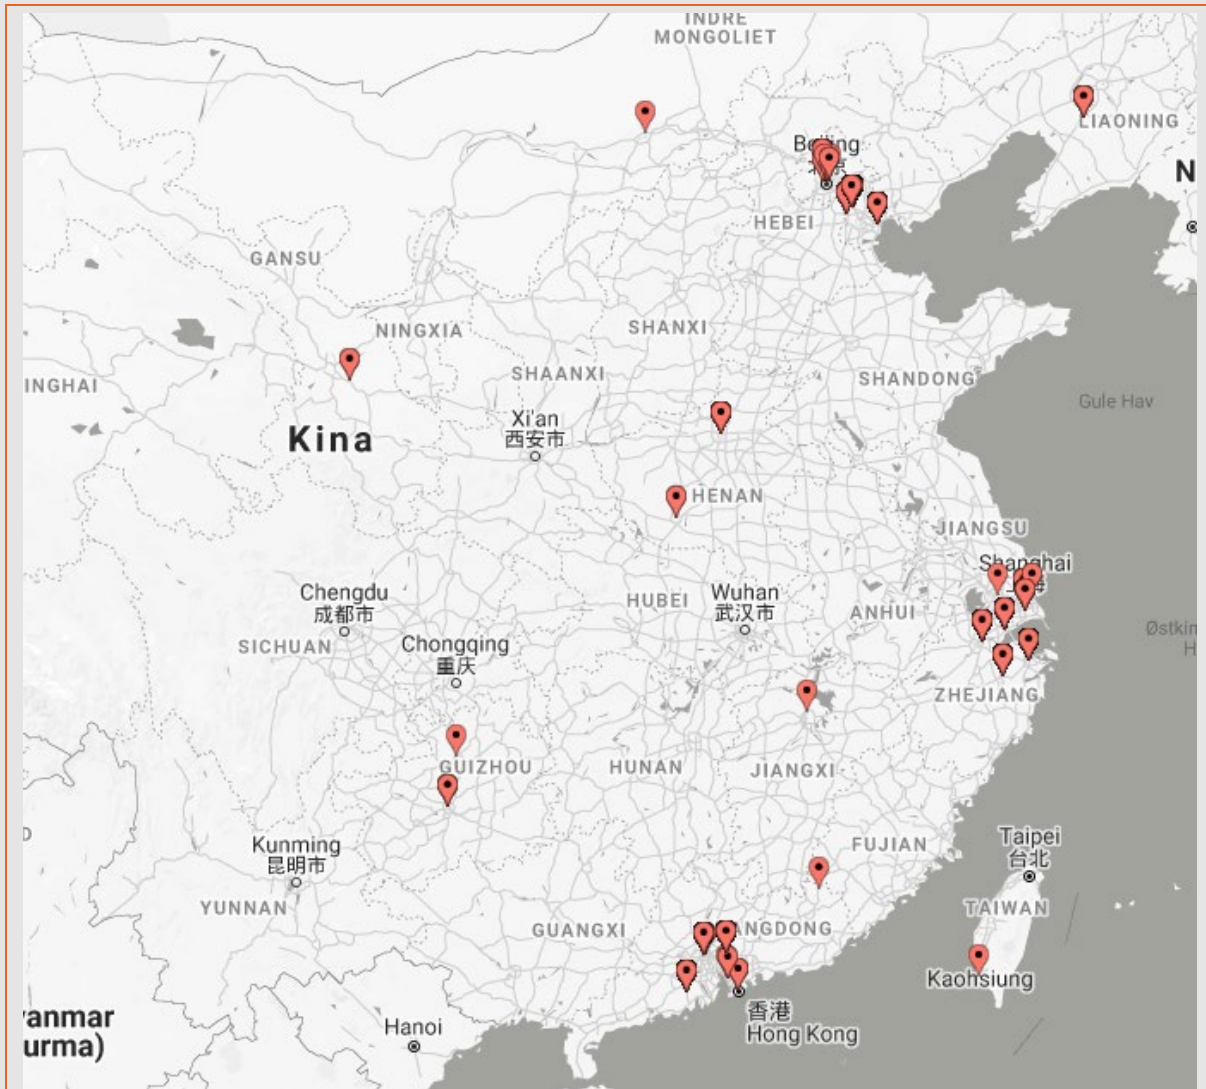 INDRE
MONGOLIET
LIAONING
Beijing
N
HEBEI
GANSU
NINGXIA
SHANXI
INGHAI
SHAANXI
SHANDONG
Gule Hav
Xi'an
西安市
Kina
HENAN
JIANGSU
Shanghai
Chengdu
成都市
HUBEI
Wuhan
武汉市
ANHUI
Østkin
H
SICHUAN
Chongqing
重庆
ZHEJIANG
GUIZHOU
HUNAN
JIANGXI
Kunming
昆明市
FUJIAN
Taipei
台北
YUNNAN
TAIWAN
GUANGXI
ANGDONG
Kaohsiung
香港
Hong Kong
Hanoi
yanmar
urma)